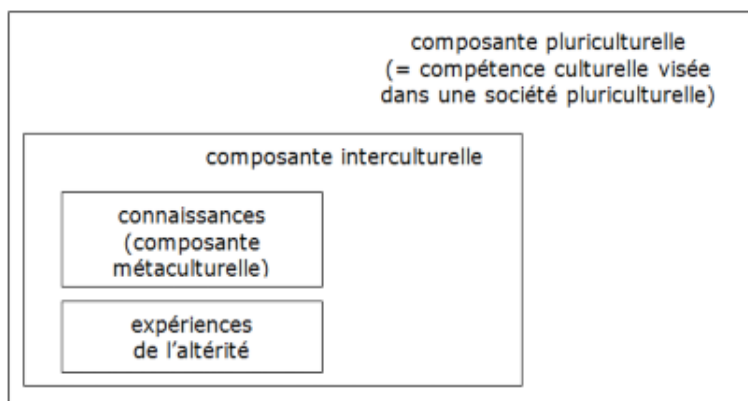 composante pluriculturelle
(= compétence culturelle visée
dans une société pluriculturelle)
composante interculturelle
connaissances
(composante
métaculturelle)
expériences
de l'altérité